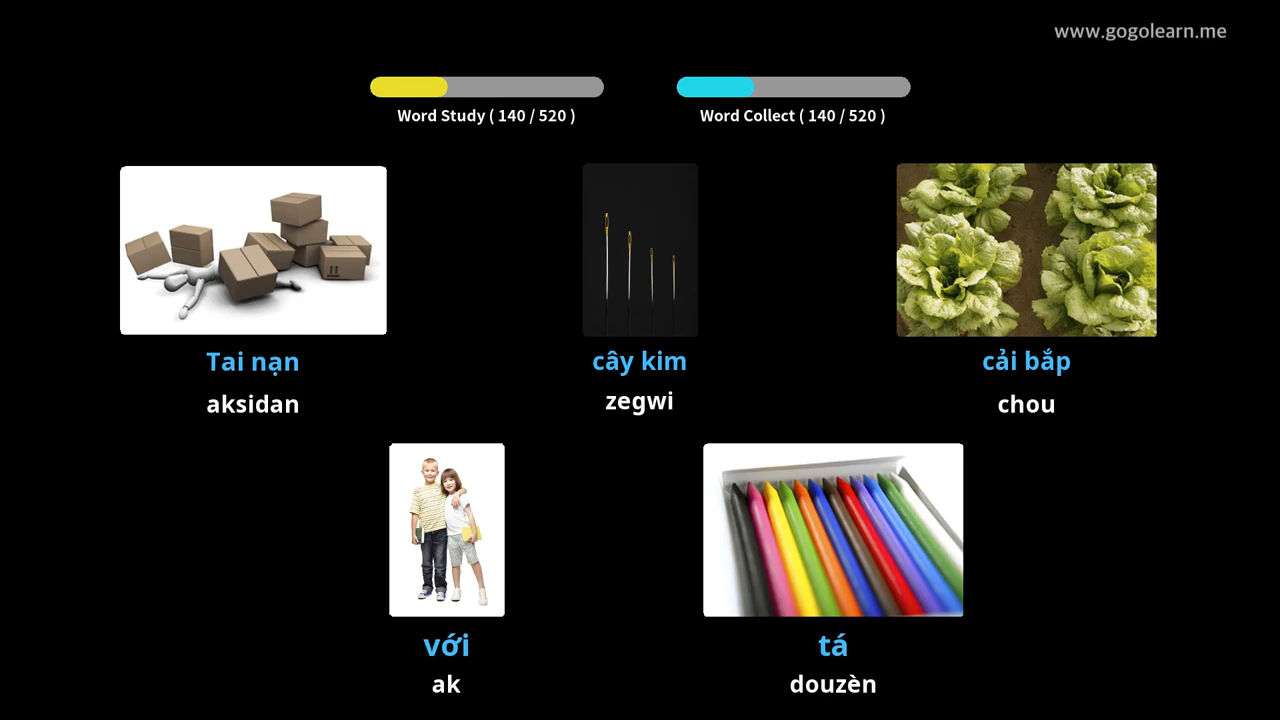 www.gogolearn.me
Word Study ( 140 / 520 )
Word Collect ( 140 / 520 )
Tai nạn
aksidan
cây kim
zegwi
cải bắp
chou
với
ak
tá
douzèn